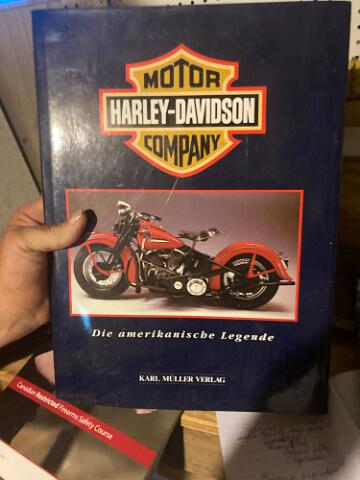 MOTOR
HARLEY-DAVIDSON
COMPANY
Die amerikanische Legende
KARL MÜLLER VERLAG
Canadian Restricted Firearms Safety Course